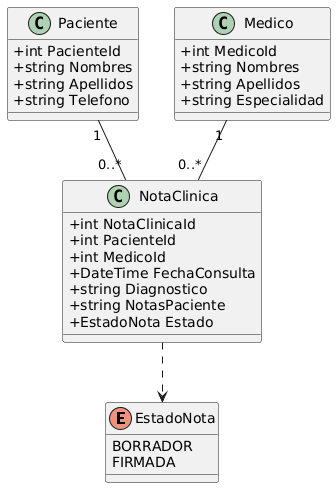 C Paciente
+int PacienteId
+string Nombres
+string Apellidos
+string Telefono
C Medico
+int MedicoId
+string Nombres
+string Apellidos
+string Especialidad
1
1
0..*
0..*
C NotaClinica
+int NotaClinicaId
+int PacienteId
+int MedicoId
+DateTime FechaConsulta
+string Diagnostico
+string NotasPaciente
+EstadoNota Estado
E EstadoNota
BORRADOR
FIRMADA